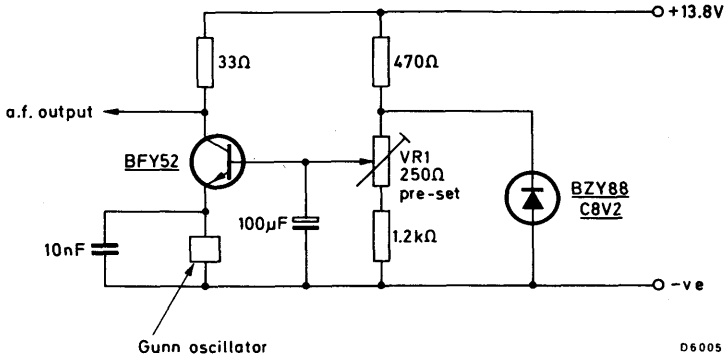 +13.8V
33Ω
470Ω
a.f. output
BFY52
VR1
250Ω
pre-set
BZY88
C8V2
100µF
1.2kΩ
10nF
-ve
Gunn oscillator
D6005